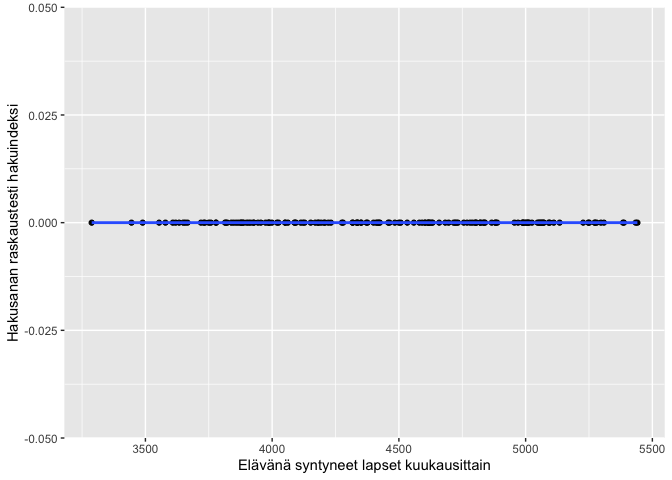 Hakusanan raskaustesti hakuindeksi
0.050
0.025
0.000
-0.025
-0.050
3500 4000 4500 5000 5500
Elävänä syntyneet lapset kuukausittain